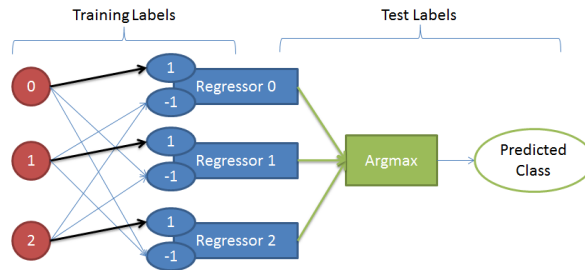 Training Labels
Test Labels
0
1
-1
Regressor 0
1
1
-1
Regressor 1
Argmax
Predicted
Class
2
1
-1
Regressor 2